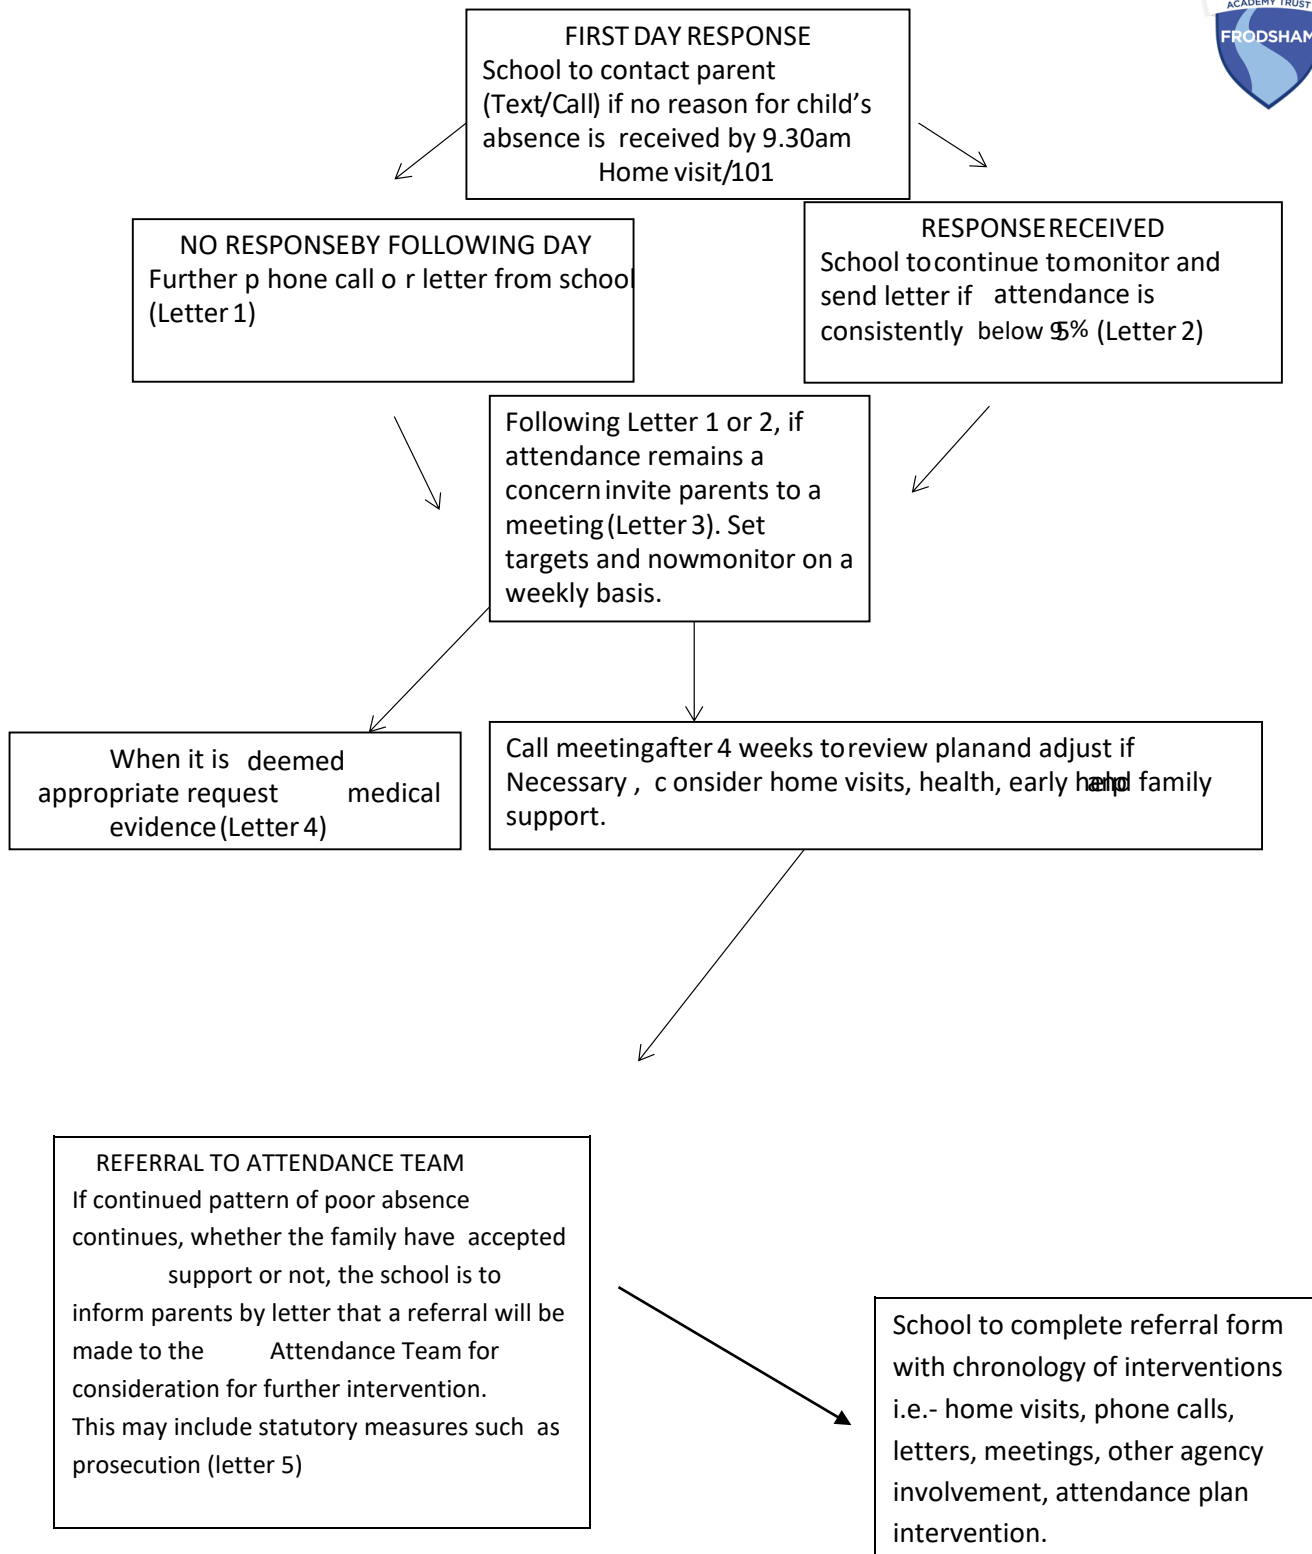 ACADEMY TRUST
FRODSHAM
FIRST DAY RESPONSE
School to contact parent
(Text/Call) if no reason for child's
absence is received by 9.30am
Home visit/101
NO RESPONSEBY FOLLOWING DAY
Further p hone call o r letter from school
(Letter 1)
RESPONSE RECEIVED
School to continue to monitor and
send letter if attendance is
consistently below 95% (Letter 2)
Following Letter 1 or 2, if
attendance remains a
concern invite parents to a
meeting (Letter 3). Set
targets and nowmonitor on a
weekly basis.
When it is deemed
appropriate request medical
evidence (Letter 4)
Call meetingafter 4 weeks to review planand adjust if
Necessary , c onsider home visits, health, early help and family
support.
REFERRAL TO ATTENDANCE TEAM
If continued pattern of poor absence
continues, whether the family have accepted
support or not, the school is to
inform parents by letter that a referral will be
made to the Attendance Team for
consideration for further intervention.
This may include statutory measures such as
prosecution (letter 5)
School to complete referral form
with chronology of interventions
i.e.- home visits, phone calls,
letters, meetings, other agency
involvement, attendance plan
intervention.